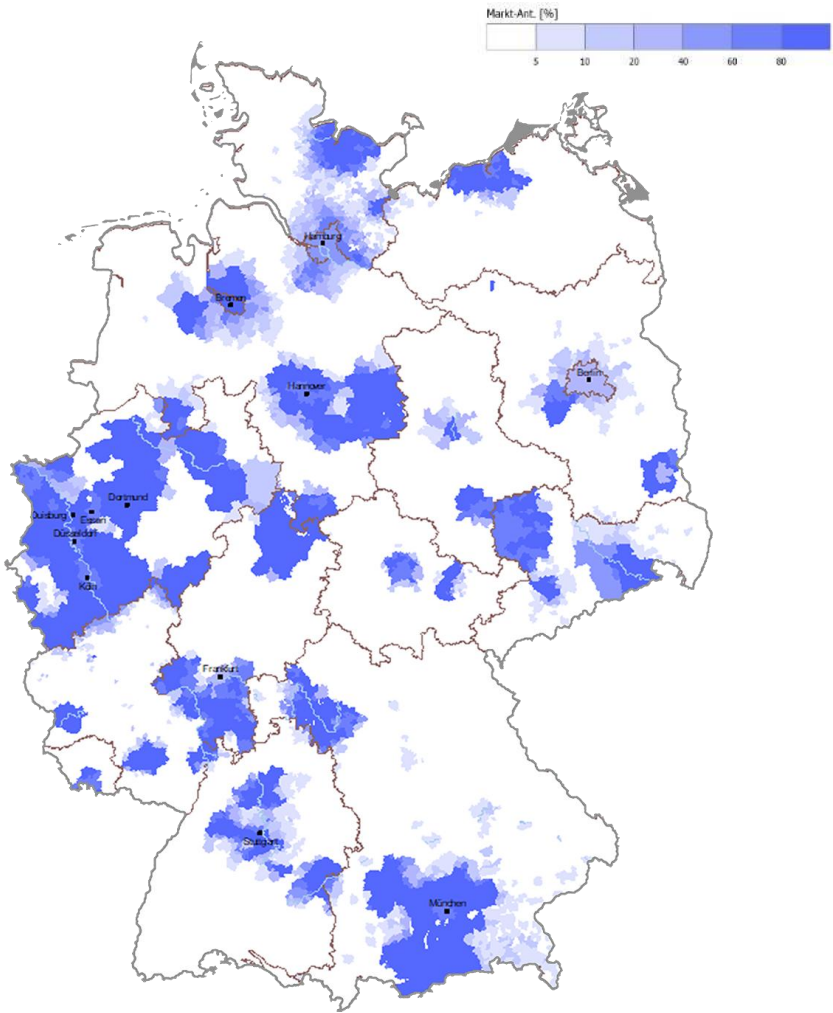 Markt-Ant. [%]
5 10 20 40 60 80
Hamburg
Bremen
Hannover
Berlin
Dortmund
Duisburg
Essen
Düsseldorf
Köln
Frankfurt
Stuttgart
München